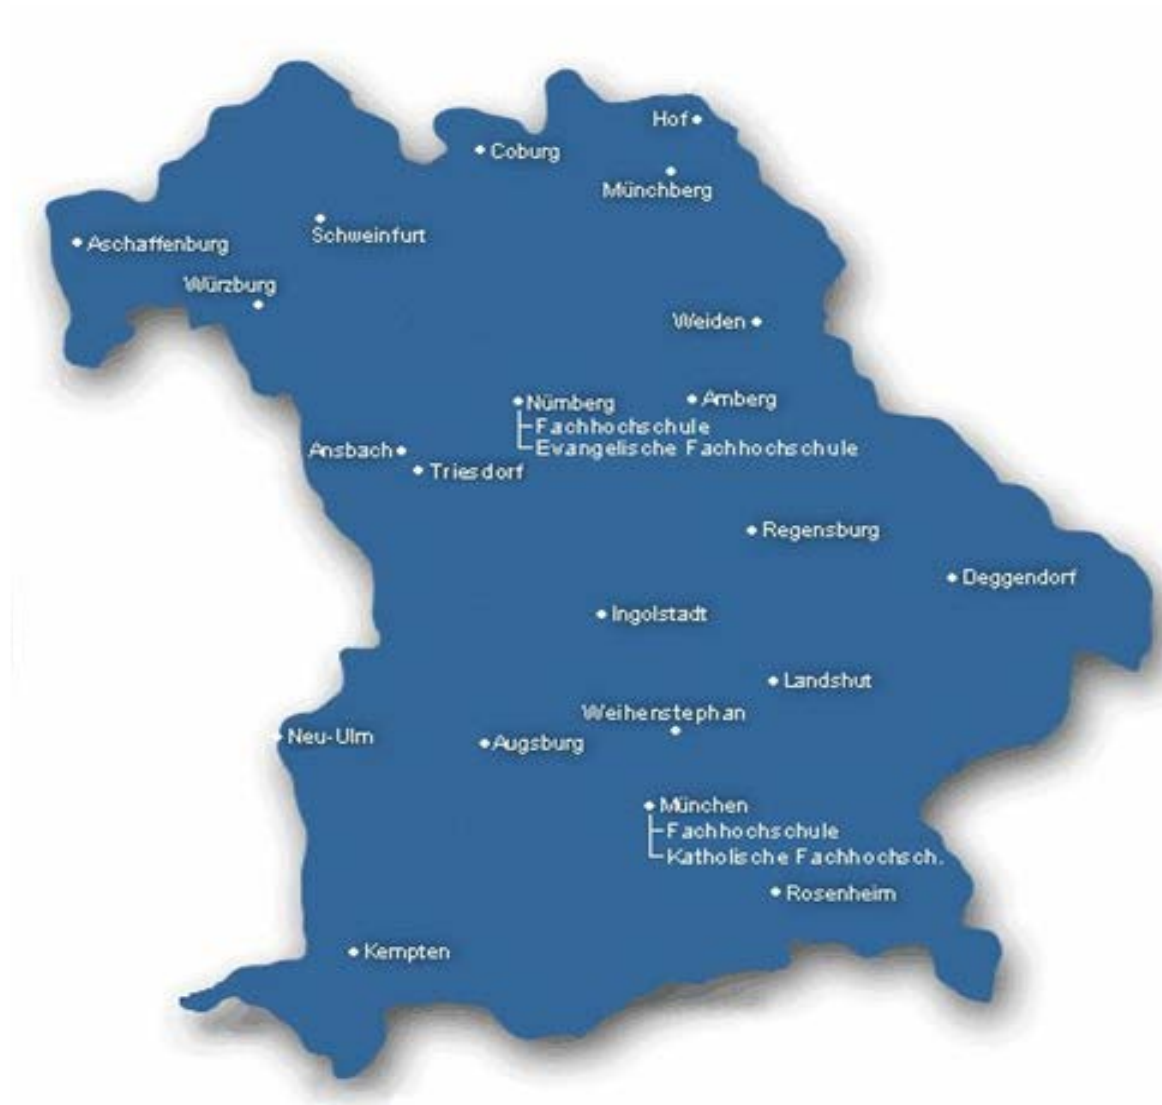 Hof
Coburg
Münchberg
Schweinfurt
Aschaffenburg
Würzburg
Weiden
Nürnberg
Fachhochschule
Evangelische Fachhochschule
Amberg
Ansbach
Triesdorf
Regensburg
Deggendorf
Ingolstadt
Landshut
Weihenstephan
Neu-Ulm
Augsburg
München
Fachhochschule
Katholische Fachhochsch.
Rosenheim
Kempten